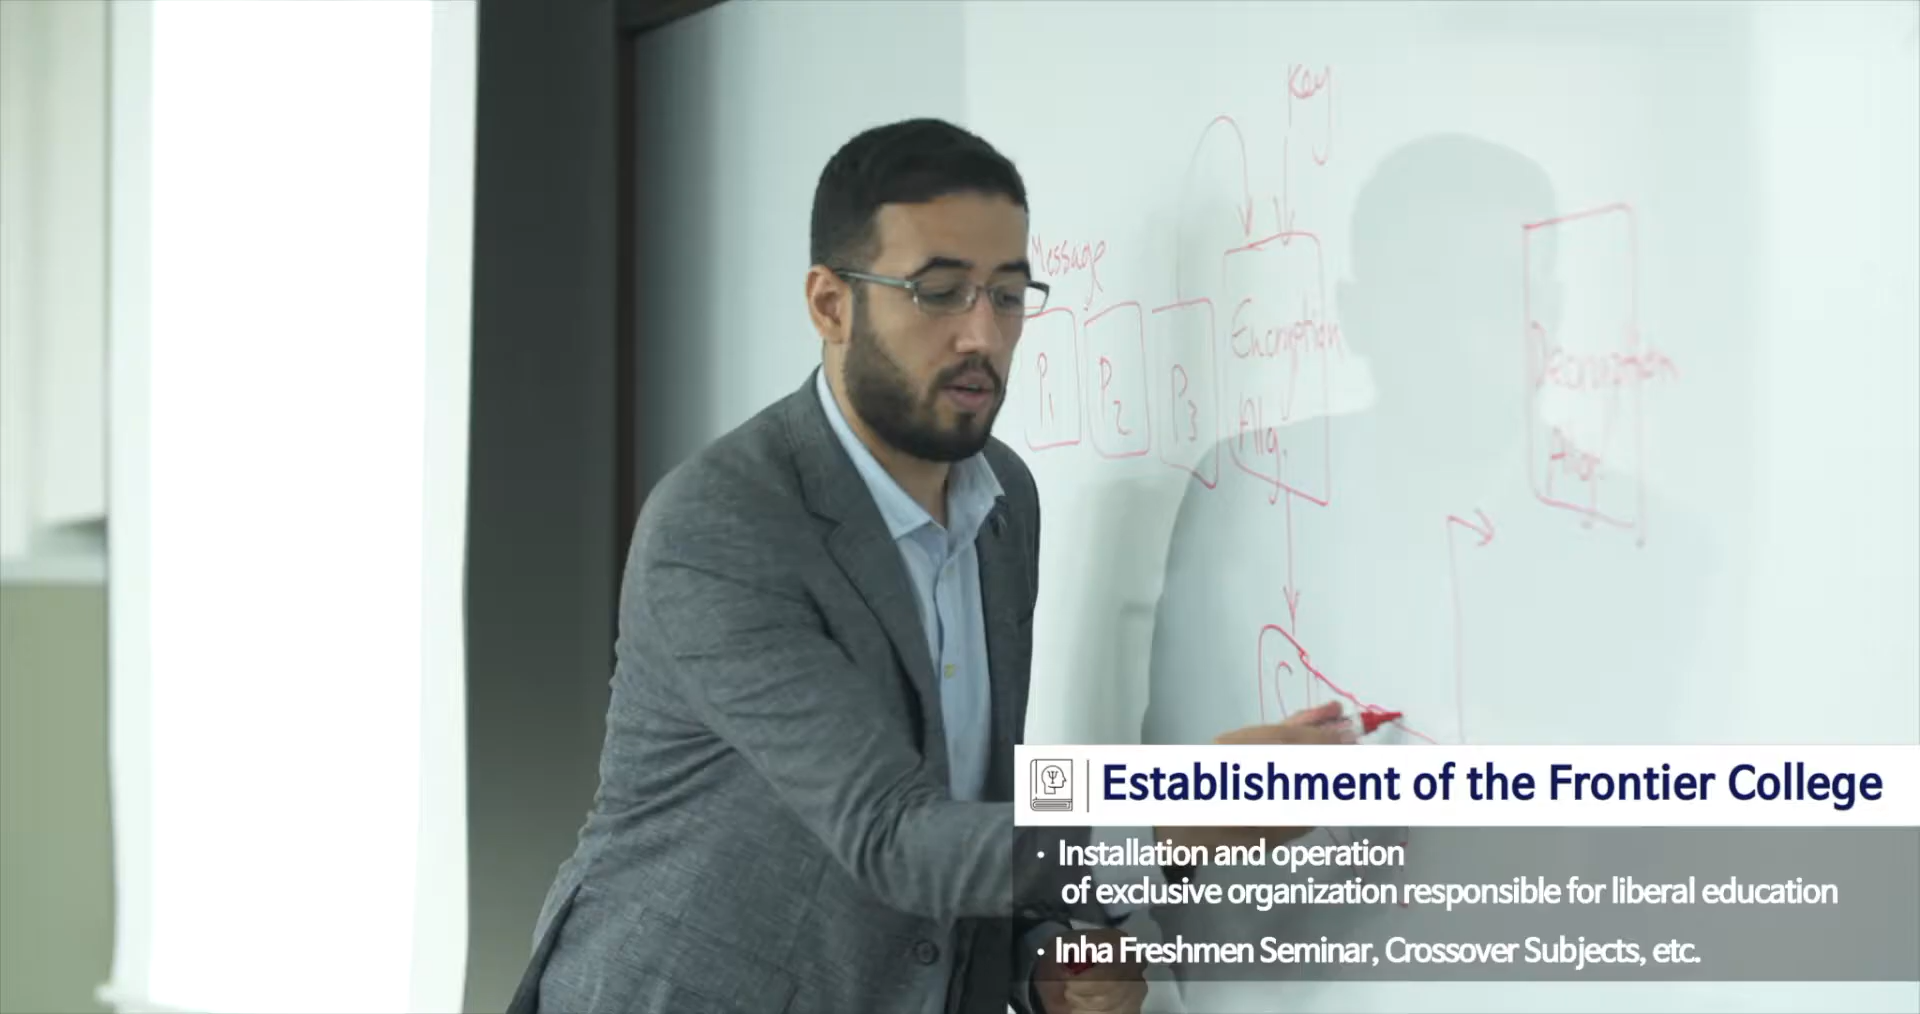 Key
Message
P1 P2 P3
Encryption
Alg.
Decryption
Algo.
C
Establishment of the Frontier College
· Installation and operation
of exclusive organization responsible for liberal education
· Inha Freshmen Seminar, Crossover Subjects, etc.